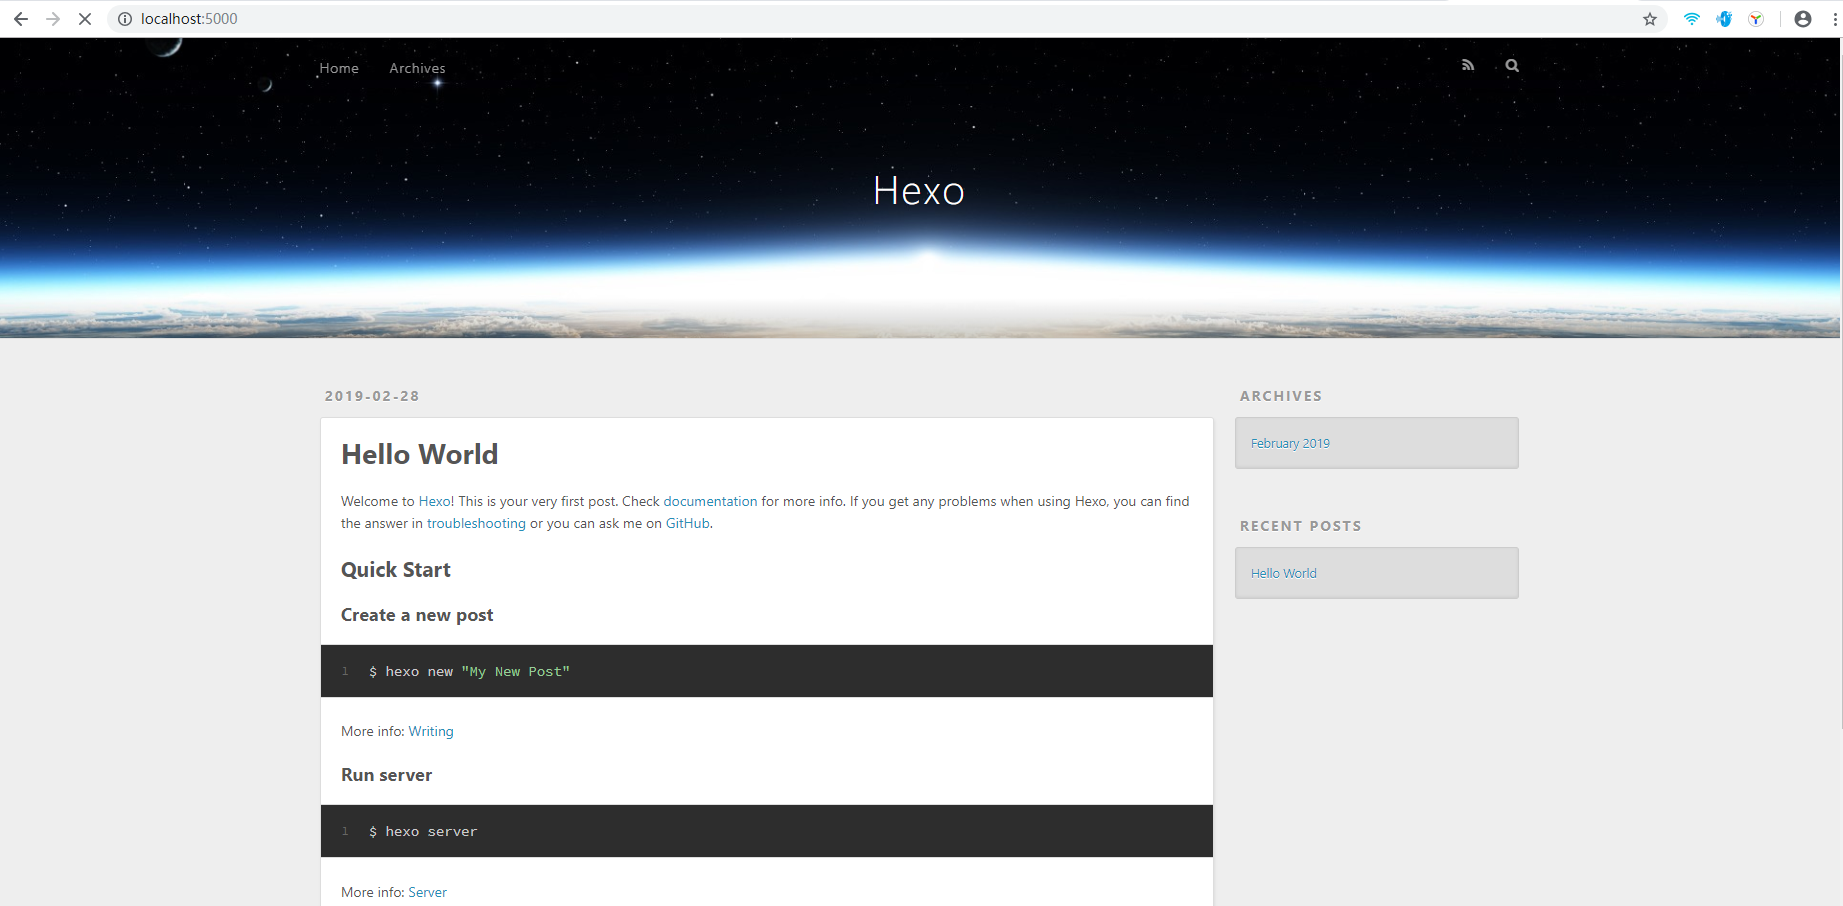 localhost:5000
Home Archives
Hexo
2019-02-28
Hello World
Welcome to Hexo! This is your very first post. Check documentation for more info. If you get any problems when using Hexo, you can find
the answer in troubleshooting or you can ask me on GitHub.
Quick Start
Create a new post
1 $ hexo new "My New Post"
More info: Writing
Run server
1 $ hexo server
More info: Server
ARCHIVES
February 2019
RECENT POSTS
Hello World